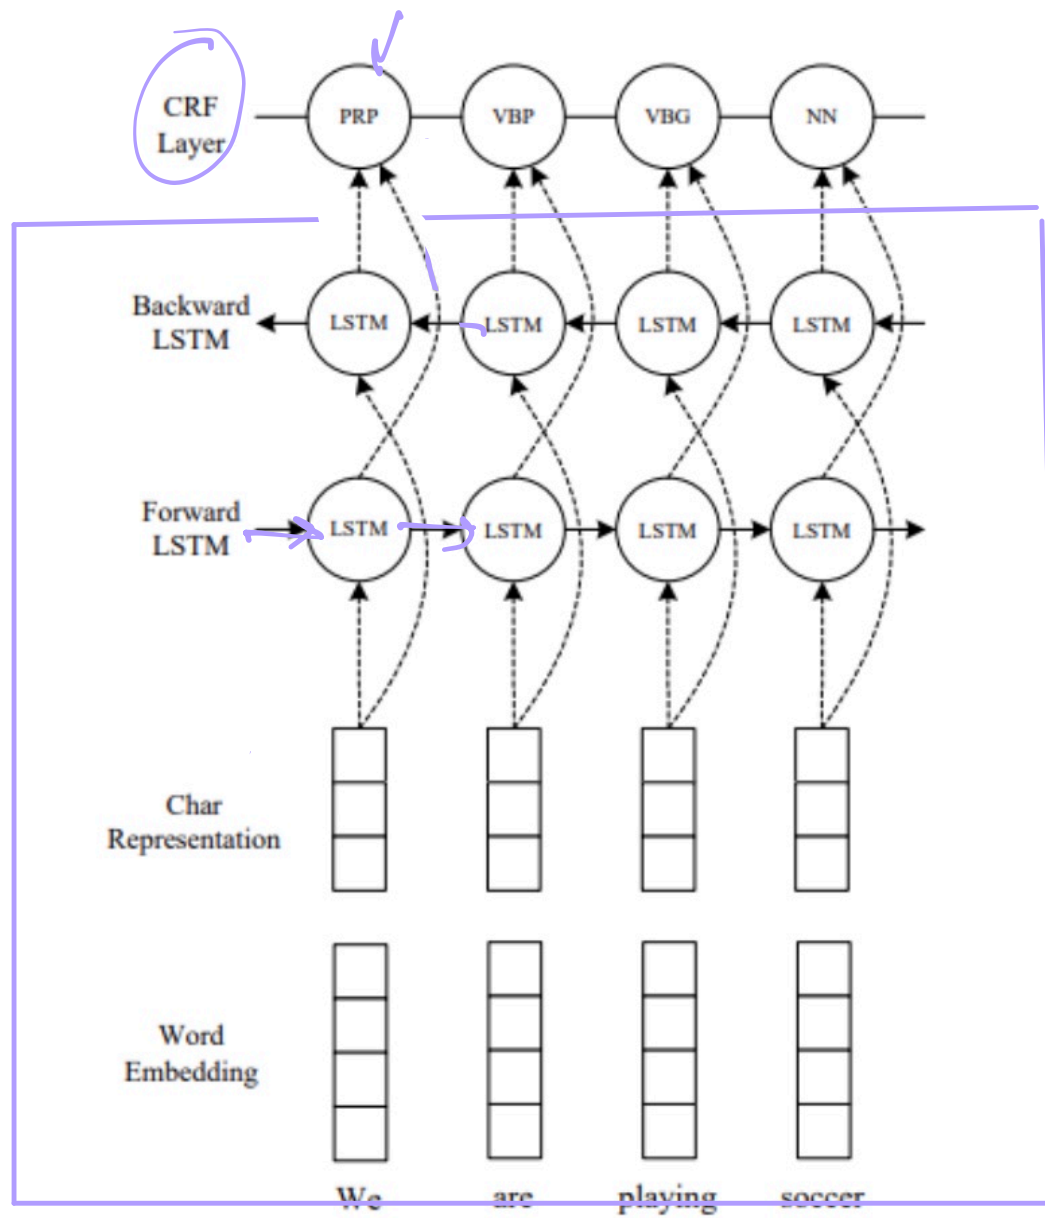 CRF
Layer
PRP VBP VBG NN
Backward
LSTM
LSTM LSTM LSTM LSTM
Forward
LSTM
LSTM LSTM LSTM LSTM
Char
Representation
Word
Embedding
We are playing soccer